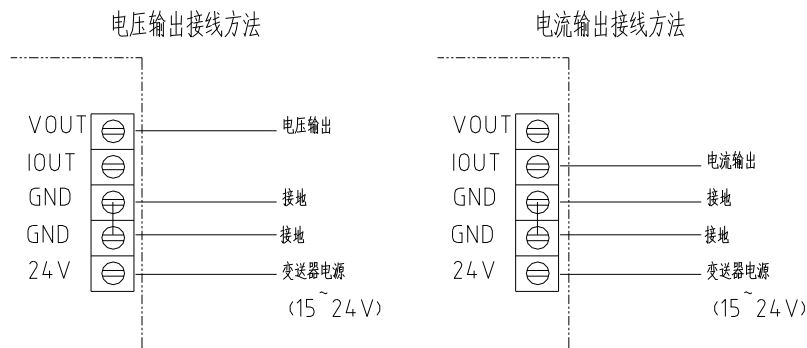 电压输出接线方法
VOUT 电压输出
IOUT
GND 接地
GND 接地
24V 变送器电源
(15~24V)
电流输出接线方法
VOUT
IOUT 电流输出
GND 接地
GND 接地
24V 变送器电源
(15~24V)